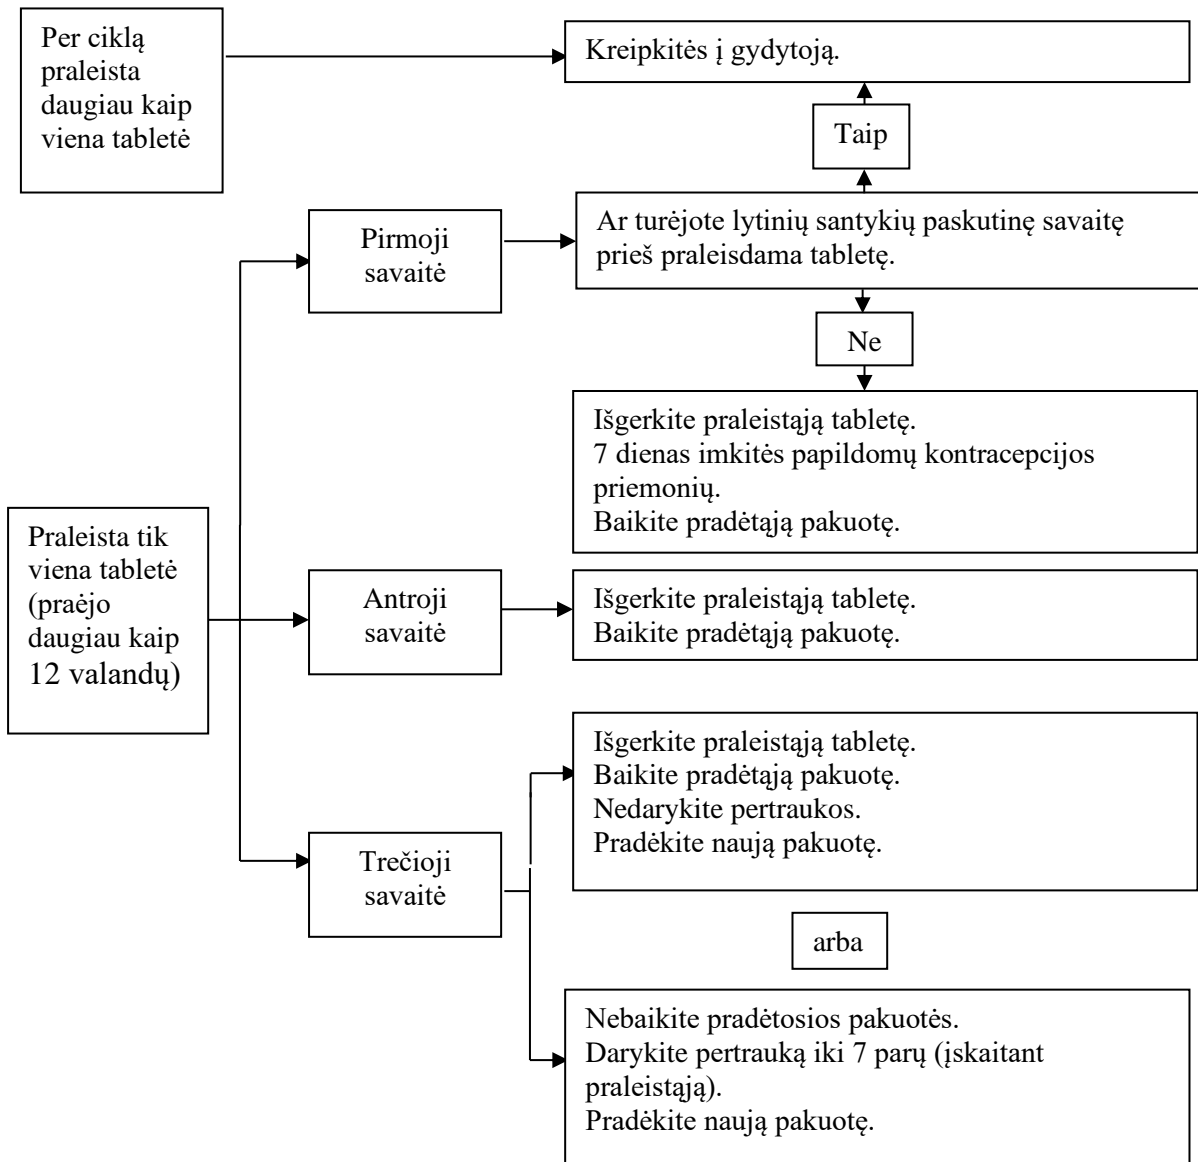 Per ciklą
praleista
daugiau kaip
viena tabletė
Kreipkitės į gydytoją.
Taip
Pirmoji
savaitė
Ar turėjote lytinių santykių paskutinę savaitę
prieš praleisdama tabletę.
Ne
Išgerkite praleistąją tabletę.
7 dienas imkitės papildomų kontracepcijos
priemonių.
Baikite pradėtąją pakuotę.
Praleista tik
viena tabletė
(praėjo
daugiau kaip
12 valandų)
Antroji
savaitė
Išgerkite praleistąją tabletę.
Baikite pradėtąją pakuotę.
Trečioji
savaitė
Išgerkite praleistąją tabletę.
Baikite pradėtąją pakuotę.
Nedarykite pertraukos.
Pradėkite naują pakuotę.
arba
Nebaikite pradėtosios pakuotės.
Darykite pertrauką iki 7 parų (įskaitant
praleistąją).
Pradėkite naują pakuotę.